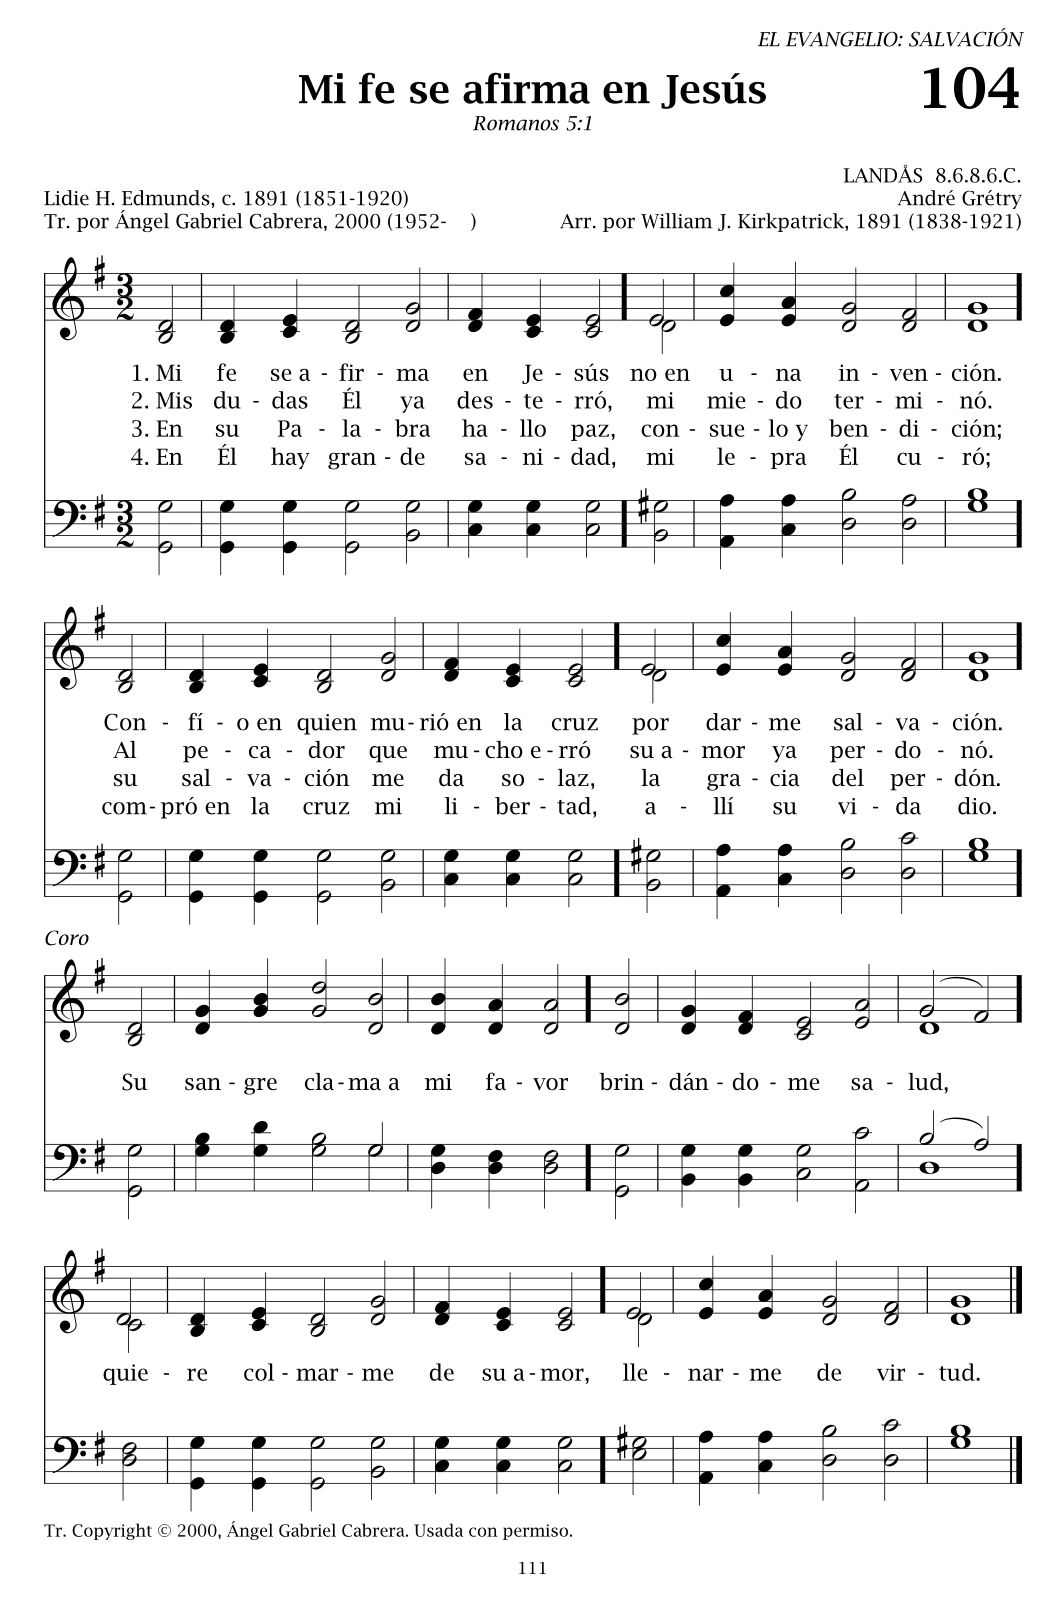 EL EVANGELIO: SALVACIÓN
Mi fe se afirma en Jesús
104
Romanos 5:1
LANDÅS 8.6.8.6.C.
Lidie H. Edmunds, c. 1891 (1851-1920)
André Grétry
Tr. por Ángel Gabriel Cabrera, 2000 (1952- )
Arr. por William J. Kirkpatrick, 1891 (1838-1921)
1. Mi fe se a - fir - ma en Je - sús no en u - na in - ven - ción.
2. Mis du - das Él ya des - te - rró, mi mie - do ter - mi - nó.
3. En su Pa - la - bra ha - llo paz, con - sue - lo y ben - di - ción;
4. En Él hay gran - de sa - ni - dad, mi le - pra Él cu - ró;
Con - fí - o en quien mu - rió en la cruz por dar - me sal - va - ción.
Al pe - ca - dor que mu - cho e - rró su a - mor ya per - do - nó.
su sal - va - ción me da so - laz, la gra - cia del per - dón.
com - pró en la cruz mi li - ber - tad, a - llí su vi - da dio.
Coro
Su san - gre cla - ma a mi fa - vor brin - dán - do - me sa - lud,
quie - re col - mar - me de su a - mor, lle - nar - me de vir - tud.
Tr. Copyright © 2000, Ángel Gabriel Cabrera. Usada con permiso.
111